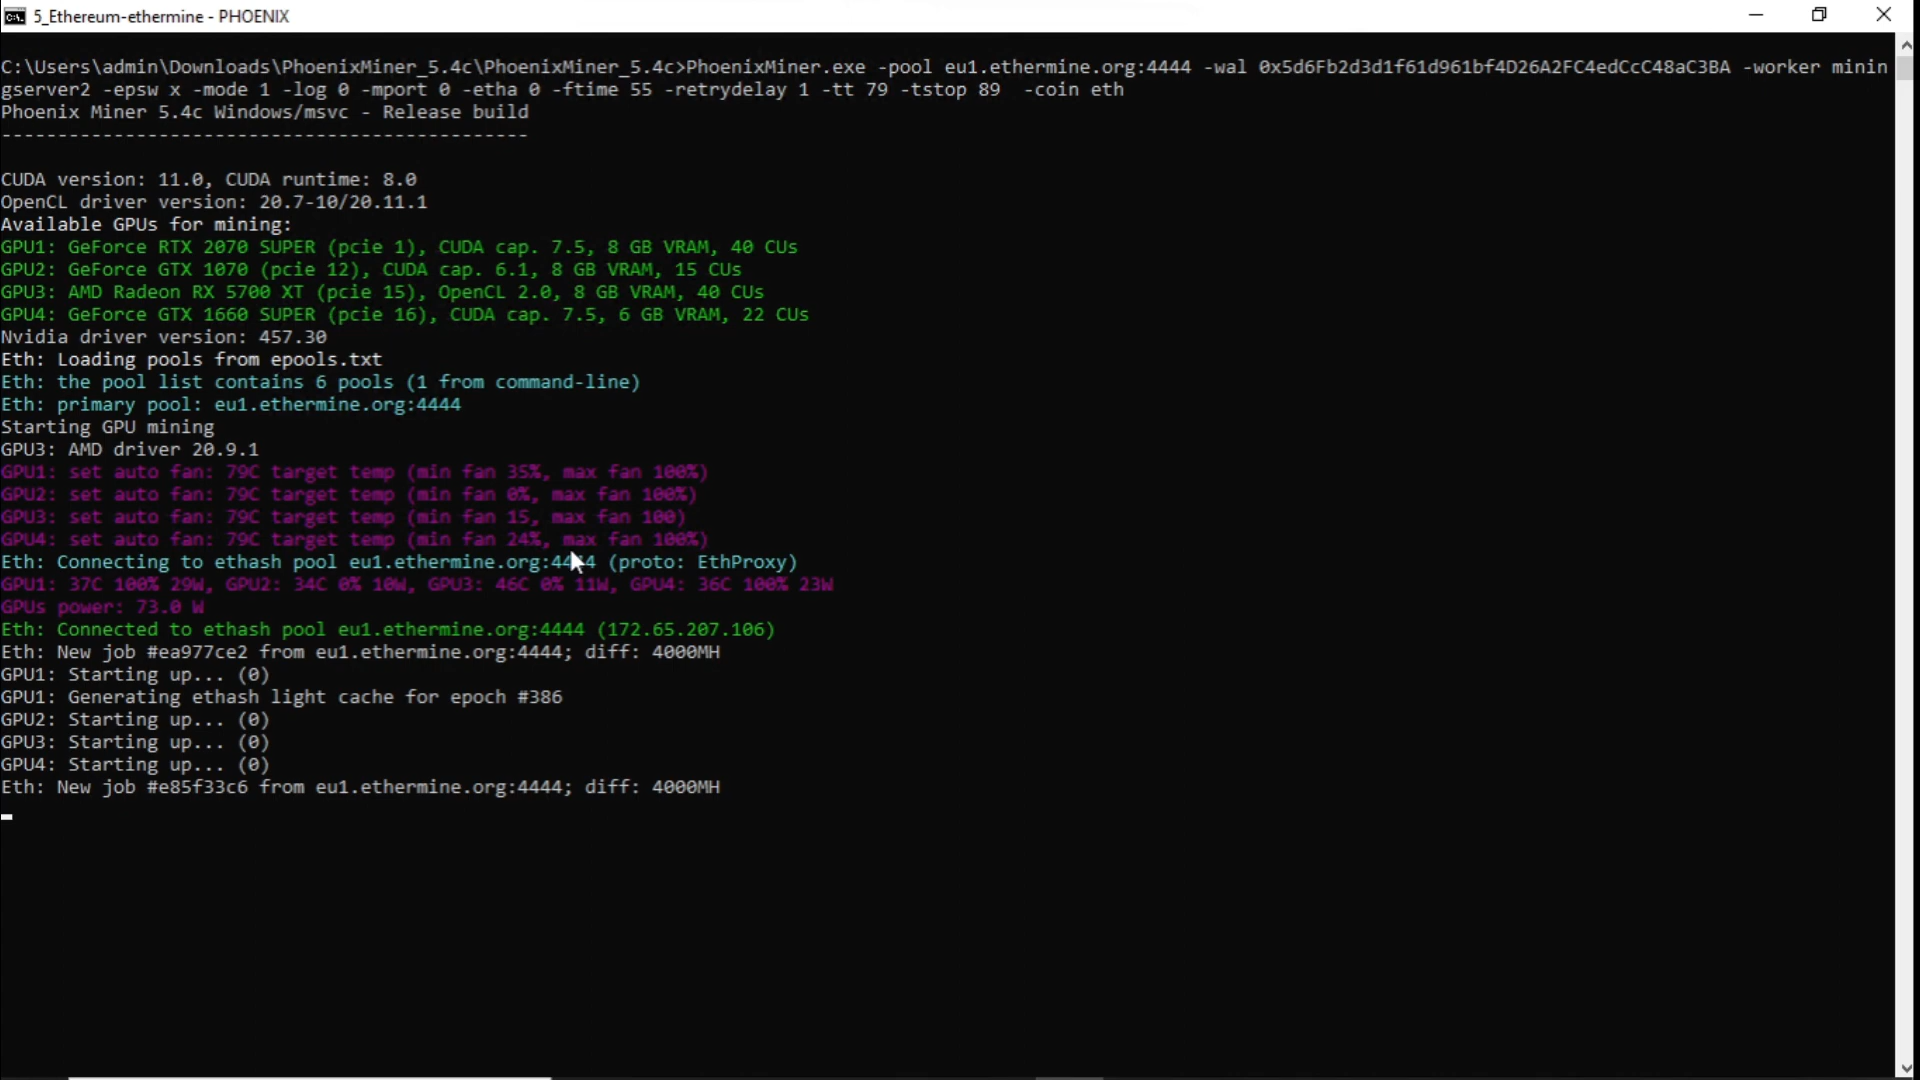 5_Ethereum-ethermine - PHOENIX
C:\Users\admin\Downloads\PhoenixMiner_5.4c\PhoenixMiner_5.4c>PhoenixMiner.exe -pool eu1.ethermine.org:4444 -wal 0x5d6Fb2d3d1f61d961bf4D26A2FC4edCcC48aC3BA -worker minin
gserver2 -epsw x -mode 1 -log 0 -mport 0 -etha 0 -ftime 55 -retrydelay 1 -tt 79 -tstop 89  -coin eth
Phoenix Miner 5.4c Windows/msvc - Release build
-----------------------------------------------
CUDA version: 11.0, CUDA runtime: 8.0
OpenCL driver version: 20.7-10/20.11.1
Available GPUs for mining:
GPU1: GeForce RTX 2070 SUPER (pcie 1), CUDA cap. 7.5, 8 GB VRAM, 40 CUs
GPU2: GeForce GTX 1070 (pcie 12), CUDA cap. 6.1, 8 GB VRAM, 15 CUs
GPU3: AMD Radeon RX 5700 XT (pcie 15), OpenCL 2.0, 8 GB VRAM, 40 CUs
GPU4: GeForce GTX 1660 SUPER (pcie 16), CUDA cap. 7.5, 6 GB VRAM, 22 CUs
Nvidia driver version: 457.30
Eth: Loading pools from epools.txt
Eth: the pool list contains 6 pools (1 from command-line)
Eth: primary pool: eu1.ethermine.org:4444
Starting GPU mining
GPU3: AMD driver 20.9.1
GPU1: set auto fan: 79C target temp (min fan 35%, max fan 100%)
GPU2: set auto fan: 79C target temp (min fan 0%, max fan 100%)
GPU3: set auto fan: 79C target temp (min fan 15, max fan 100)
GPU4: set auto fan: 79C target temp (min fan 24%, max fan 100%)
Eth: Connecting to ethash pool eu1.ethermine.org:4444 (proto: EthProxy)
GPU1: 37C 100% 29W, GPU2: 34C 0% 10W, GPU3: 46C 0% 11W, GPU4: 36C 100% 23W
GPUs power: 73.0 W
Eth: Connected to ethash pool eu1.ethermine.org:4444 (172.65.207.106)
Eth: New job #ea977ce2 from eu1.ethermine.org:4444; diff: 4000MH
GPU1: Starting up... (0)
GPU1: Generating ethash light cache for epoch #386
GPU2: Starting up... (0)
GPU3: Starting up... (0)
GPU4: Starting up... (0)
Eth: New job #e85f33c6 from eu1.ethermine.org:4444; diff: 4000MH